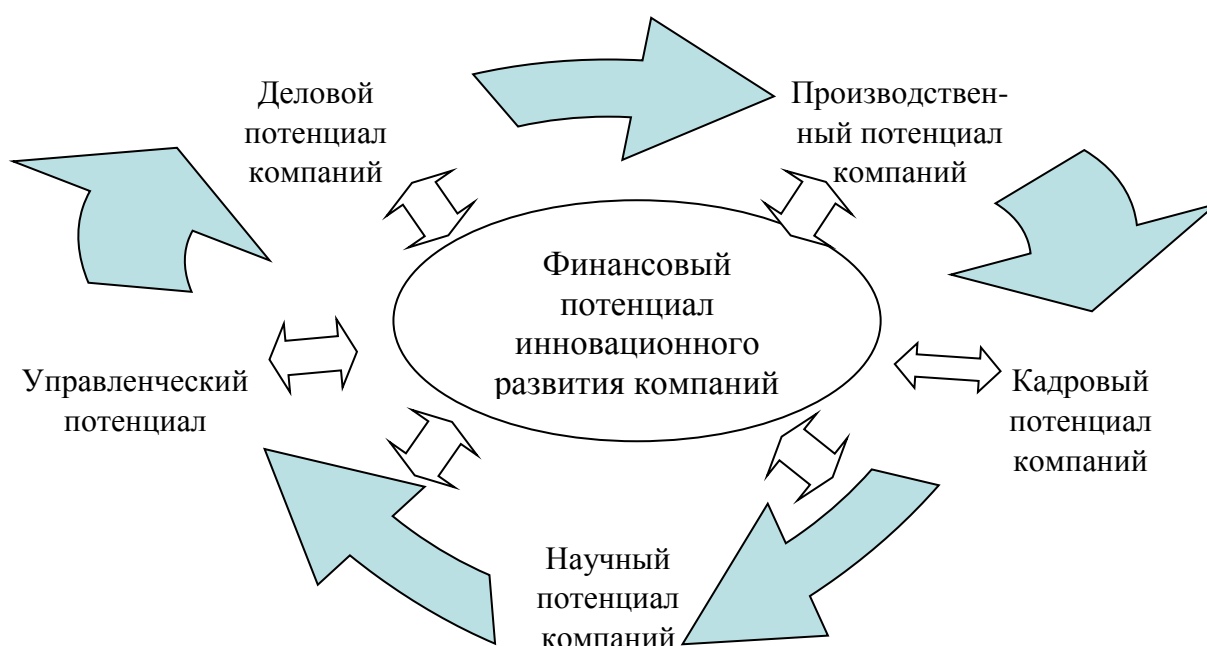 Деловой
потенциал
компаний
Производствен-
ный потенциал
компаний
Финансовый
потенциал
инновационного
развития компаний
Управленческий
потенциал
Кадровый
потенциал
компаний
Научный
потенциал
компаний